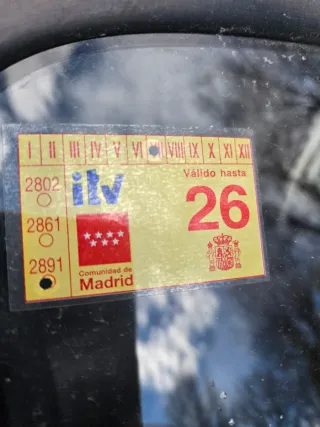 I II III IV V VI VIII IX X XI XII
2802 itv Válido hasta
26
2861
2891
Comunidad de
Madrid